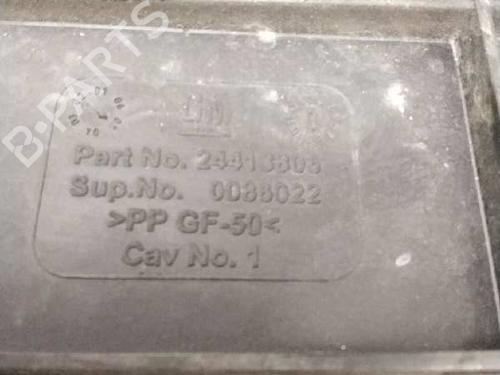 GM
Part No. 24413808
Sup.No. 0088022
>PP GF-50<
Cav No. 1
B-PARTS